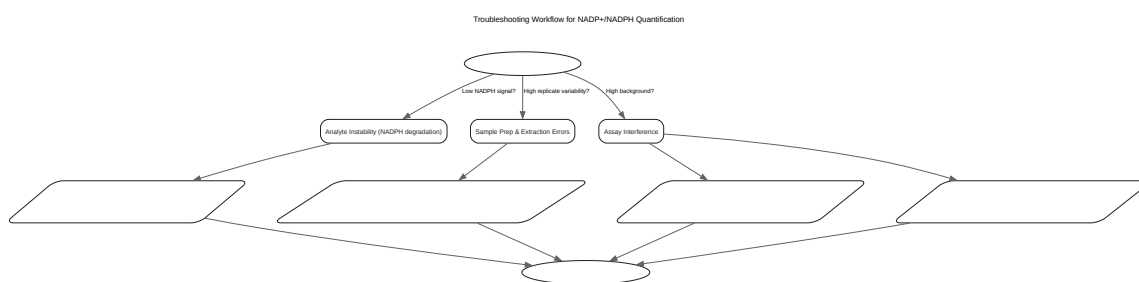 Troubleshooting Workflow for NADP+/NADPH Quantification
Low NADPH signal?
High replicate variability?
High background?
Analyte Instability (NADPH degradation)
Sample Prep & Extraction Errors
Assay Interference